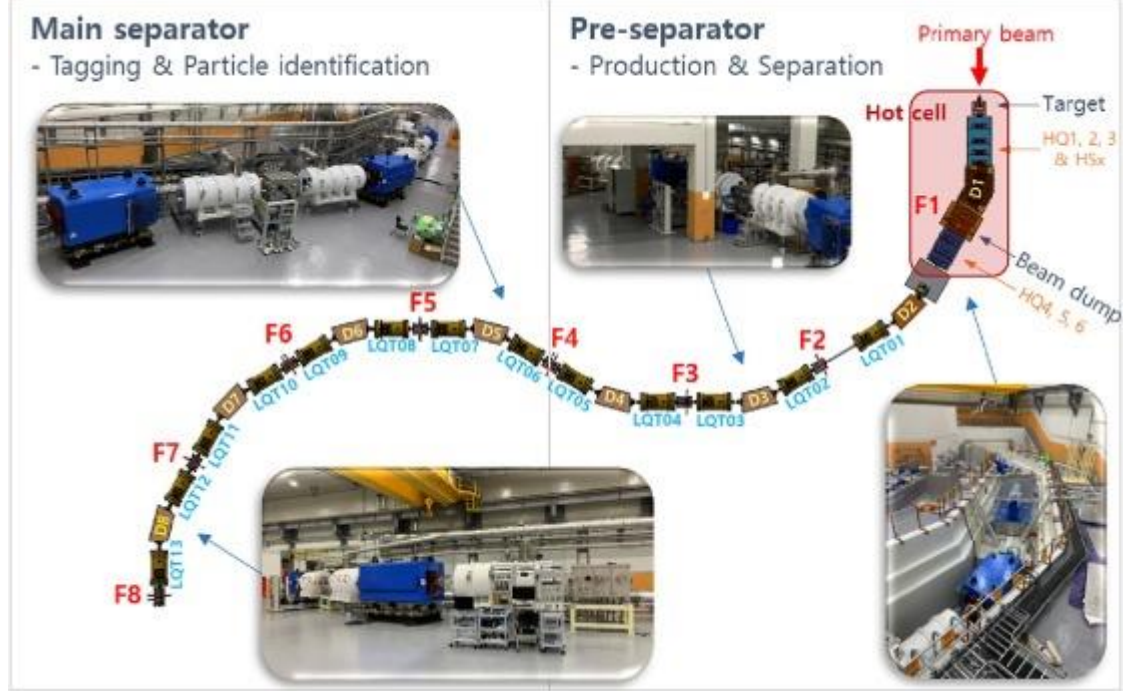 Main separator
- Tagging & Particle identification
Pre-separator
- Production & Separation
Primary beam
Hot cell
Target
HQ1, 2, 3
& HSx
D1
F1
Beam dump
HQ4, 5, 6
D2
LQT01
F2
LQT02
D3
LQT03
F3
LQT04
D4
LQT05
F4
LQT06
D5
LQT07
F5
LQT08
D6
LQT09
F6
LQT10
D7
LQT11
F7
LQT12
D8
LQT13
F8